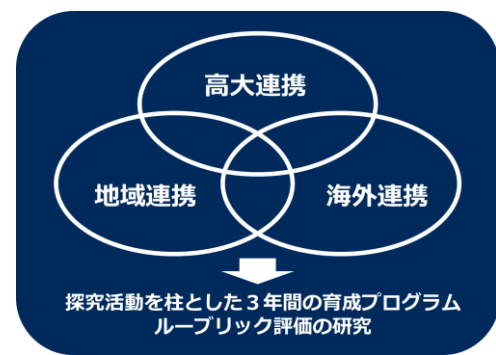 高大連携
地域連携
海外連携
探究活動を柱とした３年間の育成プログラム
ルーブリック評価の研究